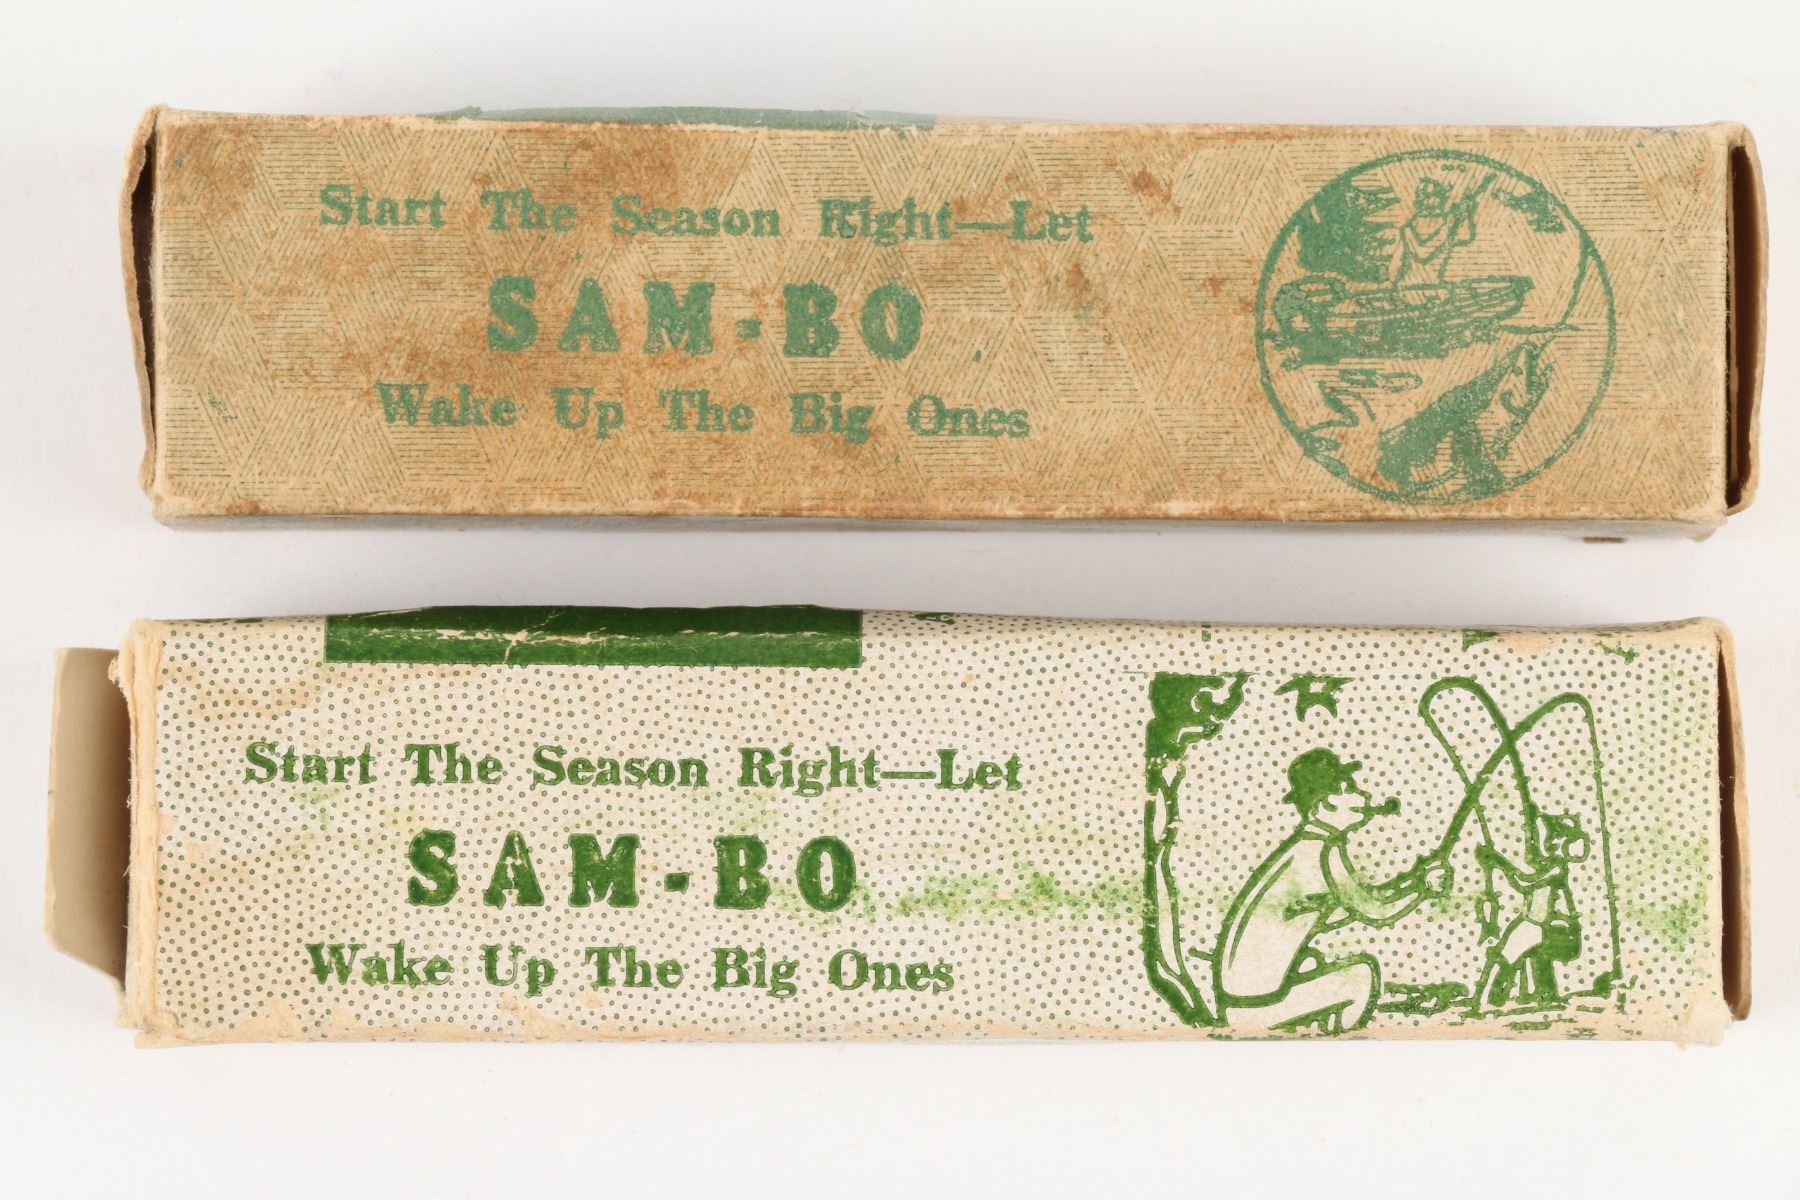 Start The Season Right—Let
SAM-BO
Wake Up The Big Ones
Start The Season Right—Let
SAM-BO
Wake Up The Big Ones